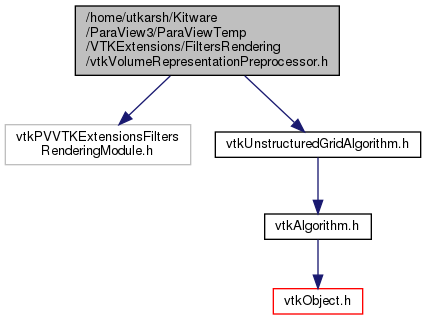 /home/utkarsh/Kitware
/ParaView3/ParaViewTemp
/VTKExtensions/FiltersRendering
/vtkVolumeRepresentationPreprocessor.h
vtkPVVTKExtensionsFilters
RenderingModule.h
vtkUnstructuredGridAlgorithm.h
vtkAlgorithm.h
vtkObject.h